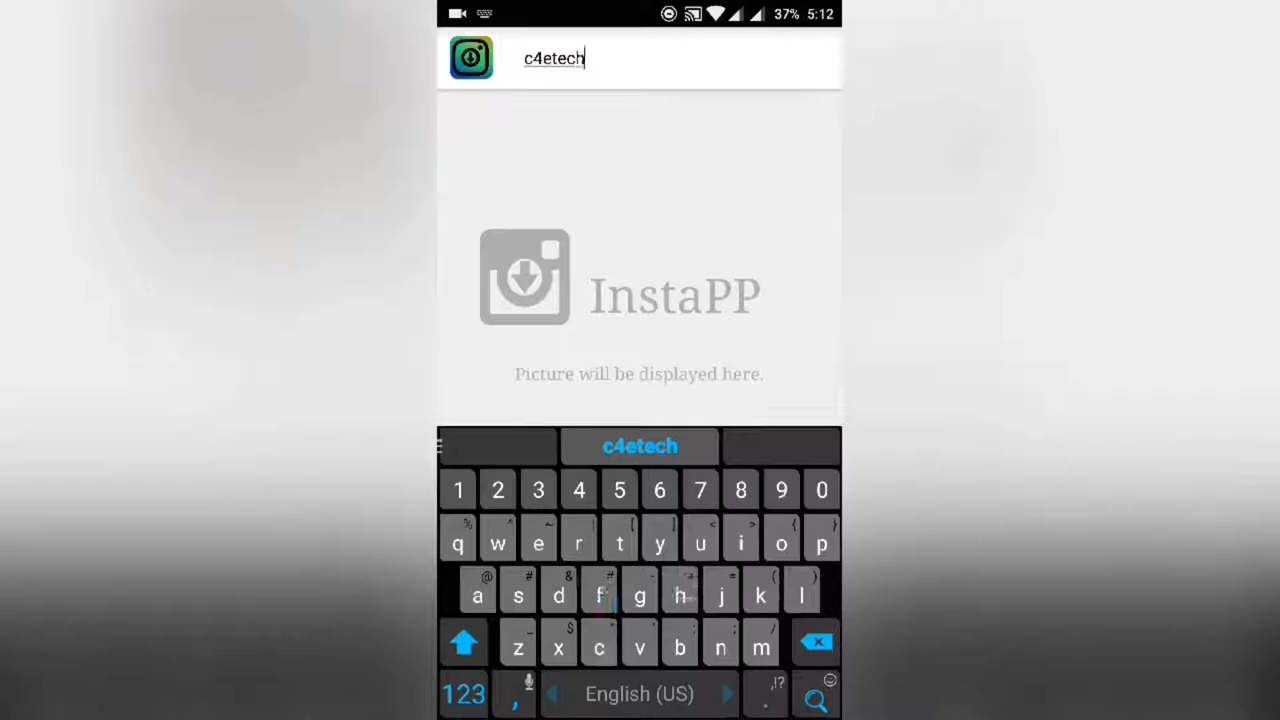 37% 5:12
c4etech
InstaPP
Picture will be displayed here.
c4etech
1 2 3 4 5 6 7 8 9 0
% ^ ~ | [ ] < > { }
q w e r t y u i o p
@ # & # - = ( )
a s d f g h j k l
_ $ " ' : ; /
z x c v b n m
,!?
123 , English (US) .